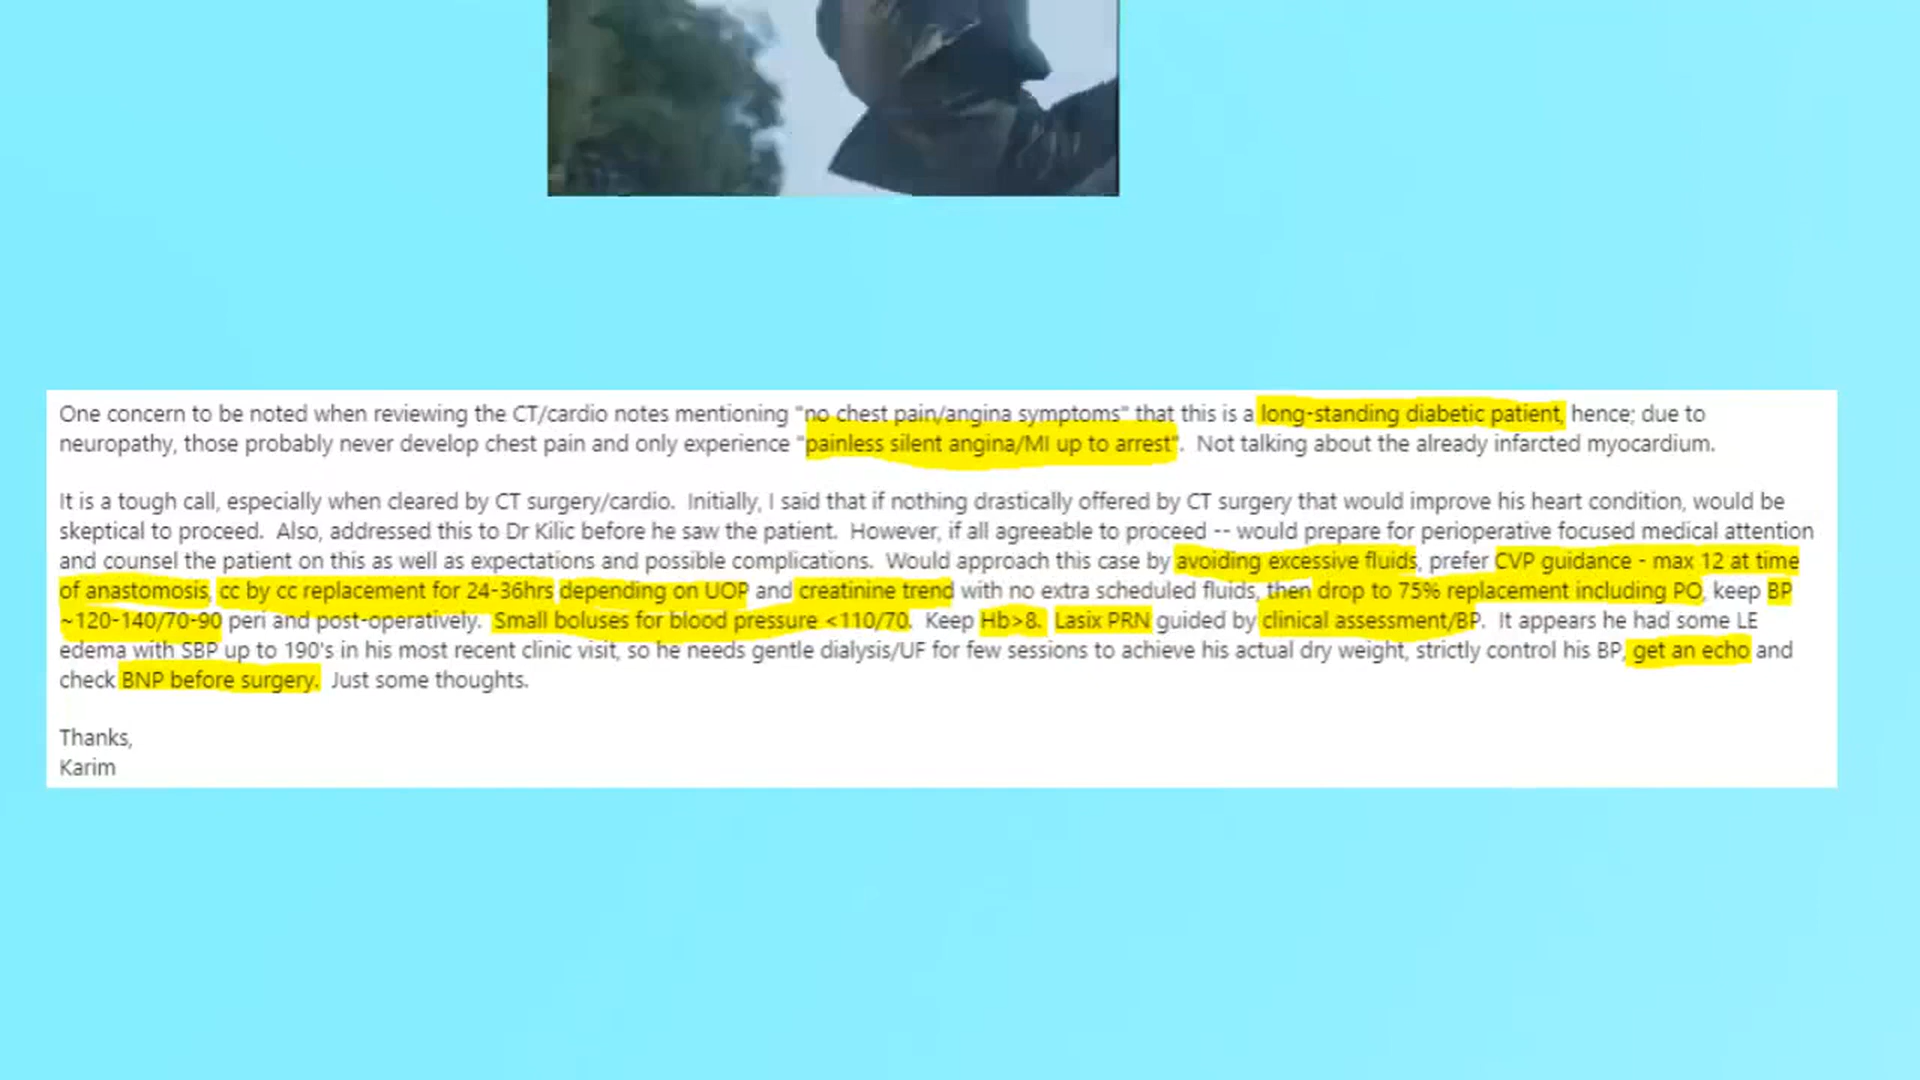 One concern to be noted when reviewing the CT/cardio notes mentioning "no chest pain/angina symptoms" that this is a long-standing diabetic patient, hence; due to
neuropathy, those probably never develop chest pain and only experience "painless silent angina/MI up to arrest".  Not talking about the already infarcted myocardium.
It is a tough call, especially when cleared by CT surgery/cardio.  Initially, I said that if nothing drastically offered by CT surgery that would improve his heart condition, would be
skeptical to proceed.  Also, addressed this to Dr Kilic before he saw the patient.  However, if all agreeable to proceed -- would prepare for perioperative focused medical attention
and counsel the patient on this as well as expectations and possible complications.  Would approach this case by avoiding excessive fluids, prefer CVP guidance - max 12 at time
of anastomosis, cc by cc replacement for 24-36hrs depending on UOP and creatinine trend with no extra scheduled fluids, then drop to 75% replacement including PO, keep BP
~120-140/70-90 peri and post-operatively.  Small boluses for blood pressure <110/70.  Keep Hb>8.  Lasix PRN guided by clinical assessment/BP.  It appears he had some LE
edema with SBP up to 190's in his most recent clinic visit, so he needs gentle dialysis/UF for few sessions to achieve his actual dry weight, strictly control his BP, get an echo and
check BNP before surgery.  Just some thoughts.
Thanks,
Karim